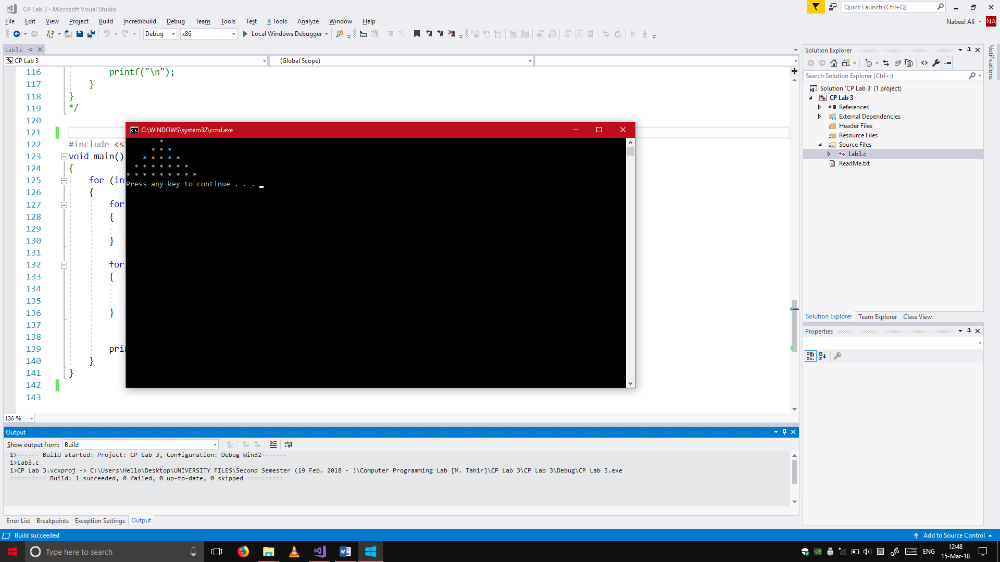 CP Lab 3 - Microsoft Visual Studio
Quick Launch (Ctrl+Q)
File Edit View Project Build Incredibuild Debug Team Tools Test R Tools Analyze Window Help
Nabeel Ali NA
Debug x86 Local Windows Debugger
Lab3.c
CP Lab 3 (Global Scope)
116 printf("\n");
117 }
118 }
119 */
120
121
122 #include <s
123 void main()
124 {
125 for (in
126 {
127 for
128 {
129
130 }
131
132 for
133 {
134
135
136 }
137
138
139 prin
140 }
141 }
142
143
136 %
C:\WINDOWS\system32\cmd.exe
*
* * *
* * * * *
* * * * * * *
* * * * * * * * *
Press any key to continue . . .
Output
Show output from: Build
1>------ Build started: Project: CP Lab 3, Configuration: Debug Win32 ------
1>Lab3.c
1>CP Lab 3.vcxproj -> C:\Users\Hello\Desktop\UNIVERSITY FILES\Second Semester (19 Feb. 2018 - )\Computer Programming Lab [M. Tahir]\CP Lab 3\CP Lab 3\Debug\CP Lab 3.exe
========== Build: 1 succeeded, 0 failed, 0 up-to-date, 0 skipped ==========
Error List Breakpoints Exception Settings Output
Solution Explorer
Search Solution Explorer (Ctrl+;)
Solution 'CP Lab 3' (1 project)
CP Lab 3
References
External Dependencies
Header Files
Resource Files
Source Files
Lab3.c
ReadMe.txt
Solution Explorer Team Explorer Class View
Properties
Notifications
Build succeeded
Add to Source Control
Type here to search
ENG
12:48
15-Mar-18